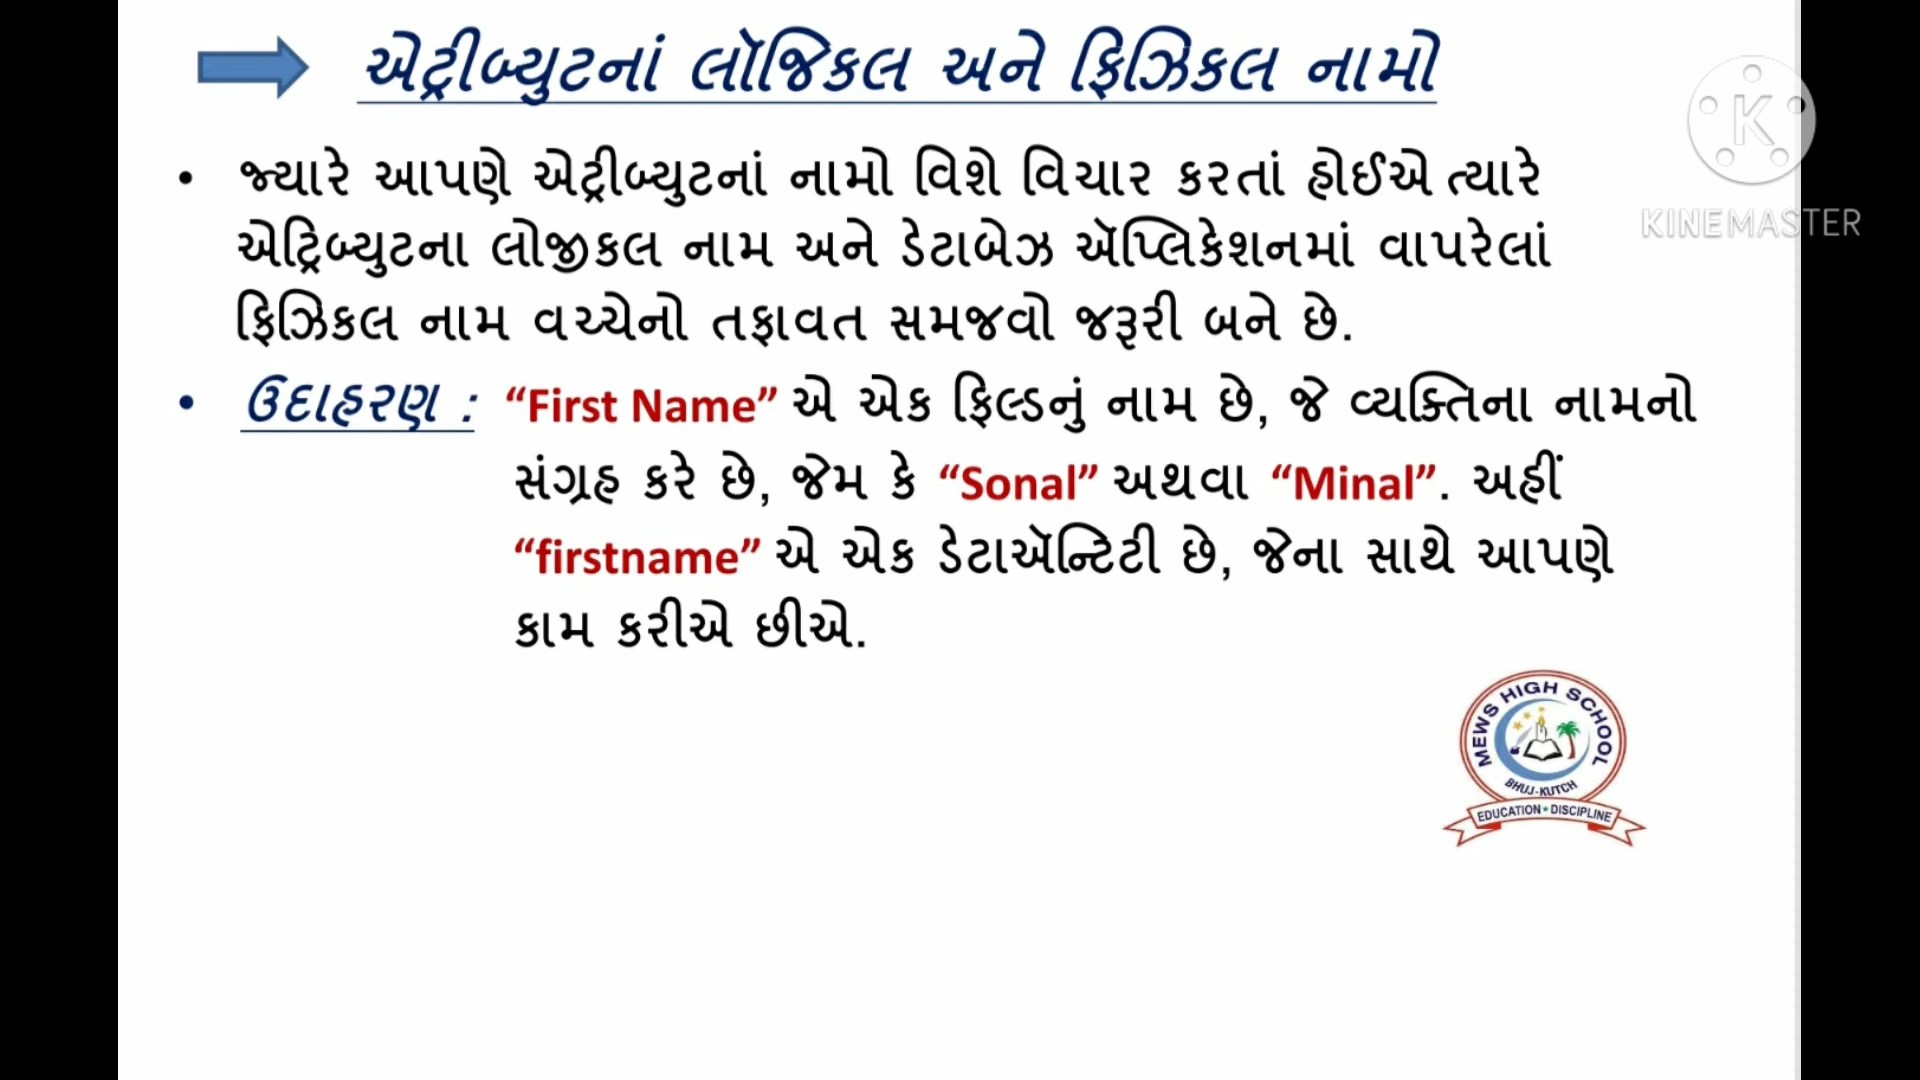 એટ્રીબ્યુટનાં લૉજિકલ અને ફિઝિકલ નામો
• જ્યારે આપણે એટ્રીબ્યુટનાં નામો વિશે વિચાર કરતાં હોઈએ ત્યારે
એટ્રિબ્યુટના લોજીકલ નામ અને ડેટાબેઝ ઍપ્લિકેશનમાં વાપરેલાં
ફિઝિકલ નામ વચ્ચેનો તફાવત સમજવો જરૂરી બને છે.
• ઉદાહરણ : “First Name” એ એક ફિલ્ડનું નામ છે, જે વ્યક્તિના નામનો
સંગ્રહ કરે છે, જેમ કે “Sonal” અથવા “Minal”. અહીં
“firstname” એ એક ડેટાઍન્ટિટી છે, જેના સાથે આપણે
કામ કરીએ છીએ.
K
KINEMASTER
MEWS HIGH SCHOOL
BHUJ-KUTCH
EDUCATION • DISCIPLINE